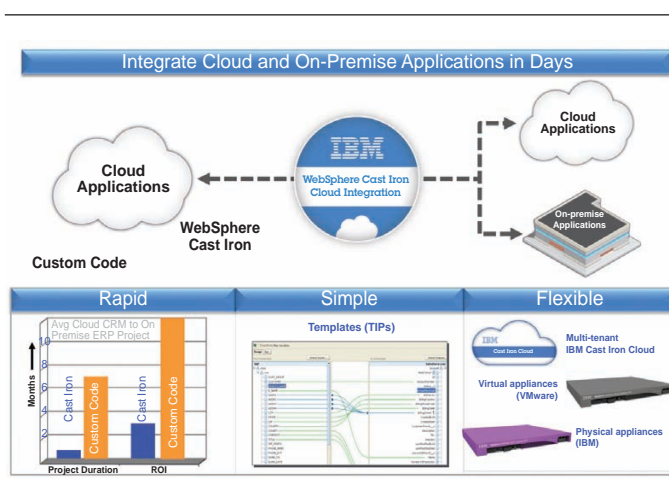 Integrate Cloud and On-Premise Applications in Days
Cloud
Applications
IBM
WebSphere Cast Iron
Cloud Integration
Cloud
Applications
On-premise
Applications
WebSphere
Cast Iron
Custom Code
Rapid
Avg Cloud CRM to On
Premise ERP Project
Months
10
8
6
4
2
Cast Iron
Custom Code
Cast Iron
Custom Code
Project Duration
ROI
Simple
Templates (TIPs)
Flexible
IBM
Cast Iron Cloud
Multi-tenant
IBM Cast Iron Cloud
Virtual appliances
(VMware)
Physical appliances
(IBM)